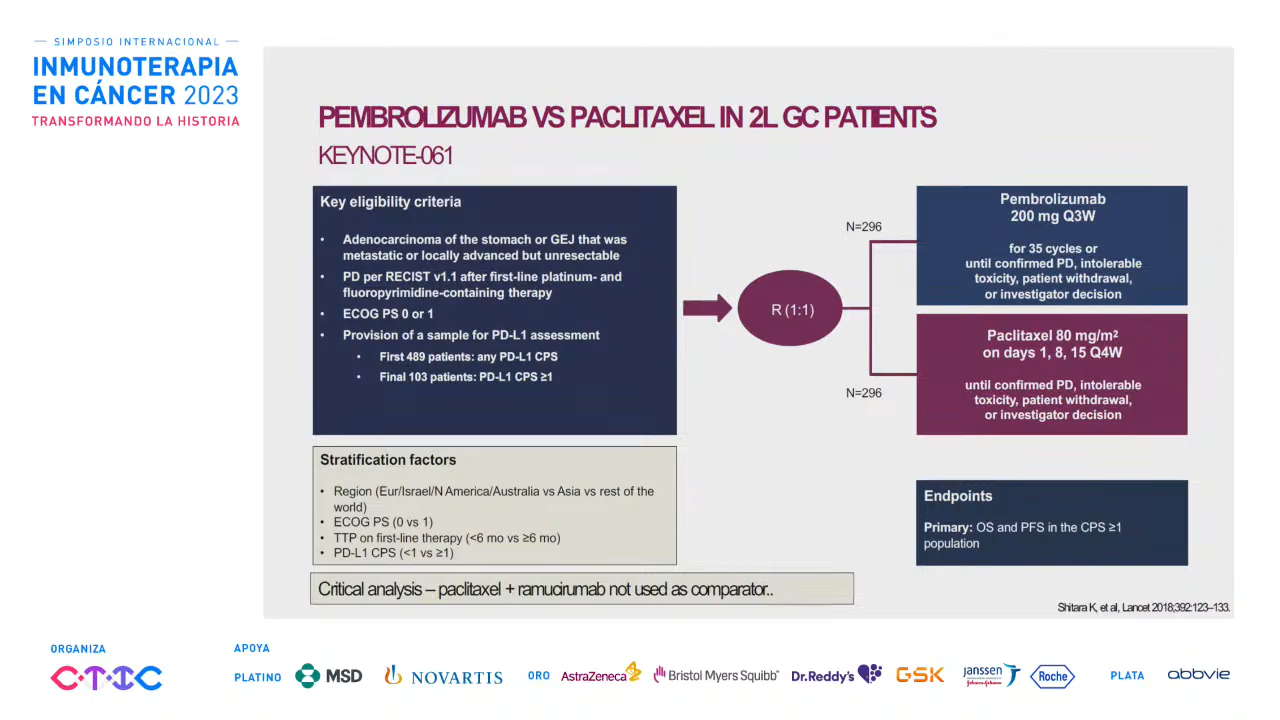 SIMPOSIO INTERNACIONAL
INMUNOTERAPIA
EN CÁNCER 2023
TRANSFORMANDO LA HISTORIA
PEMBROLIZUMAB VS PACLITAXEL IN 2L GC PATIENTS
KEYNOTE-061
Key eligibility criteria
• Adenocarcinoma of the stomach or GEJ that was
metastatic or locally advanced but unresectable
• PD per RECIST v1.1 after first-line platinum- and
fluoropyrimidine-containing therapy
• ECOG PS 0 or 1
• Provision of a sample for PD-L1 assessment
• First 489 patients: any PD-L1 CPS
• Final 103 patients: PD-L1 CPS ≥1
Stratification factors
• Region (Eur/Israel/N America/Australia vs Asia vs rest of the
world)
• ECOG PS (0 vs 1)
• TTP on first-line therapy (<6 mo vs ≥6 mo)
• PD-L1 CPS (<1 vs ≥1)
Critical analysis – paclitaxel + ramucirumab not used as comparator..
R (1:1)
N=296
N=296
Pembrolizumab
200 mg Q3W
for 35 cycles or
until confirmed PD, intolerable
toxicity, patient withdrawal,
or investigator decision
Paclitaxel 80 mg/m²
on days 1, 8, 15 Q4W
until confirmed PD, intolerable
toxicity, patient withdrawal,
or investigator decision
Endpoints
Primary: OS and PFS in the CPS ≥1
population
Shitara K, et al, Lancet 2018;392:123–133.
ORGANIZA
CTIC
APOYA
PLATINO
MSD
NOVARTIS
ORO
AstraZeneca
Bristol Myers Squibb™
Dr.Reddy's
GSK
janssen
Johnson&Johnson
Roche
PLATA
abbvie